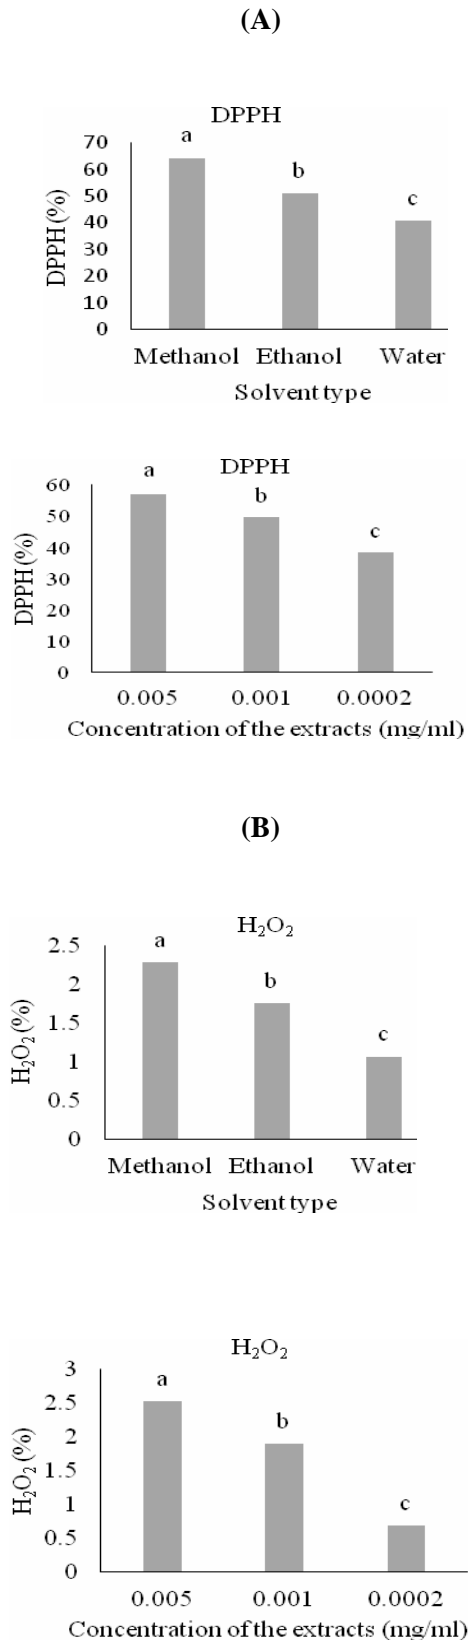 (A)
DPPH
a
b
c
70
60
50
40
30
20
10
0
DPPH (%)
Methanol Ethanol Water
Solvent type
DPPH
a
b
c
60
50
40
30
20
10
0
DPPH (%)
0.005 0.001 0.0002
Concentration of the extracts (mg/ml)
(B)
H₂O₂
a
b
c
2.5
2
1.5
1
0.5
0
H₂O₂ (%)
Methanol Ethanol Water
Solvent type
H₂O₂
a
b
c
3
2.5
2
1.5
1
0.5
0
H₂O₂ (%)
0.005 0.001 0.0002
Concentration of the extracts (mg/ml)